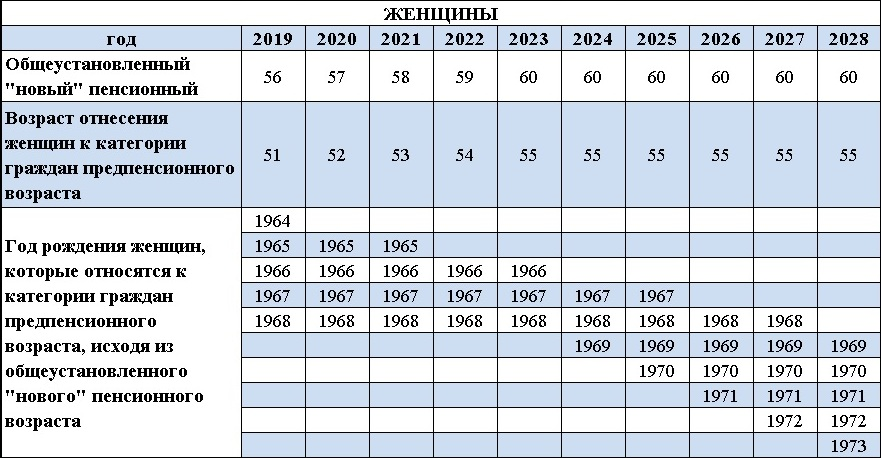 ЖЕНЩИНЫ
год 2019 2020 2021 2022 2023 2024 2025 2026 2027 2028
Общеустановленный
"новый" пенсионный
56 57 58 59 60 60 60 60 60 60
Возраст отнесения
женщин к категории
граждан предпенсионного
возраста
51 52 53 54 55 55 55 55 55 55
Год рождения женщин,
которые относятся к
категории граждан
предпенсионного
возраста, исходя из
общеустановленного
"нового" пенсионного
возраста
1964
1965 1965 1965
1966 1966 1966 1966 1966
1967 1967 1967 1967 1967 1967 1967
1968 1968 1968 1968 1968 1968 1968 1968 1968
1969 1969 1969 1969 1969
1970 1970 1970 1970
1971 1971 1971
1972 1972
1973